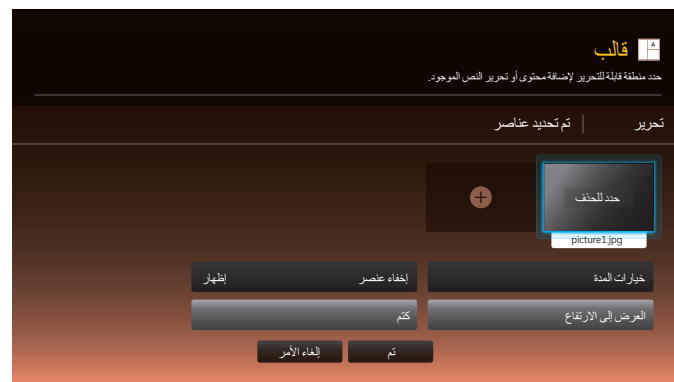 قالب
حدد منطقة قابلة للتحرير لإضافة محتوى أو تحرير النص الموجود.
تحرير | تم تحديد عناصر
حدد للحذف
picture1.jpg
خيارات المدة
إخفاء عنصر إظهار
العرض إلى الارتفاع
كتم
تم
إلغاء الأمر